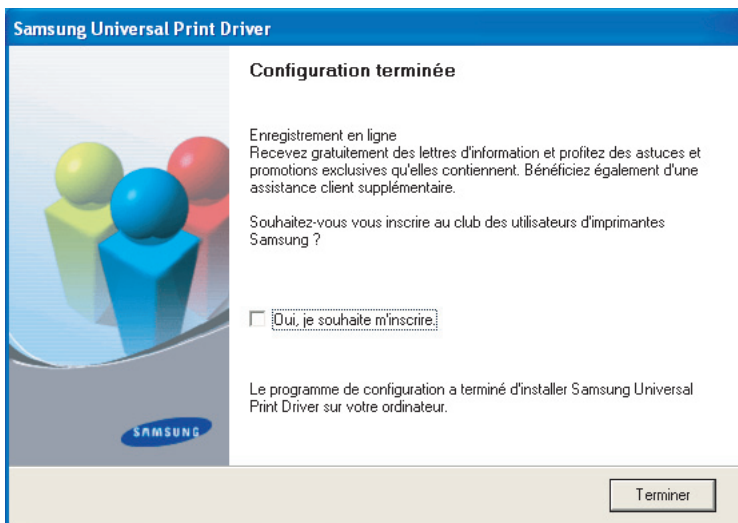 Samsung Universal Print Driver
Configuration terminée
Enregistrement en ligne
Recevez gratuitement des lettres d'information et profitez des astuces et
promotions exclusives qu'elles contiennent. Bénéficiez également d'une
assistance client supplémentaire.
Souhaitez-vous vous inscrire au club des utilisateurs d'imprimantes
Samsung ?
Oui, je souhaite m'inscrire.
Le programme de configuration a terminé d'installer Samsung Universal
Print Driver sur votre ordinateur.
SAMSUNG
Terminer